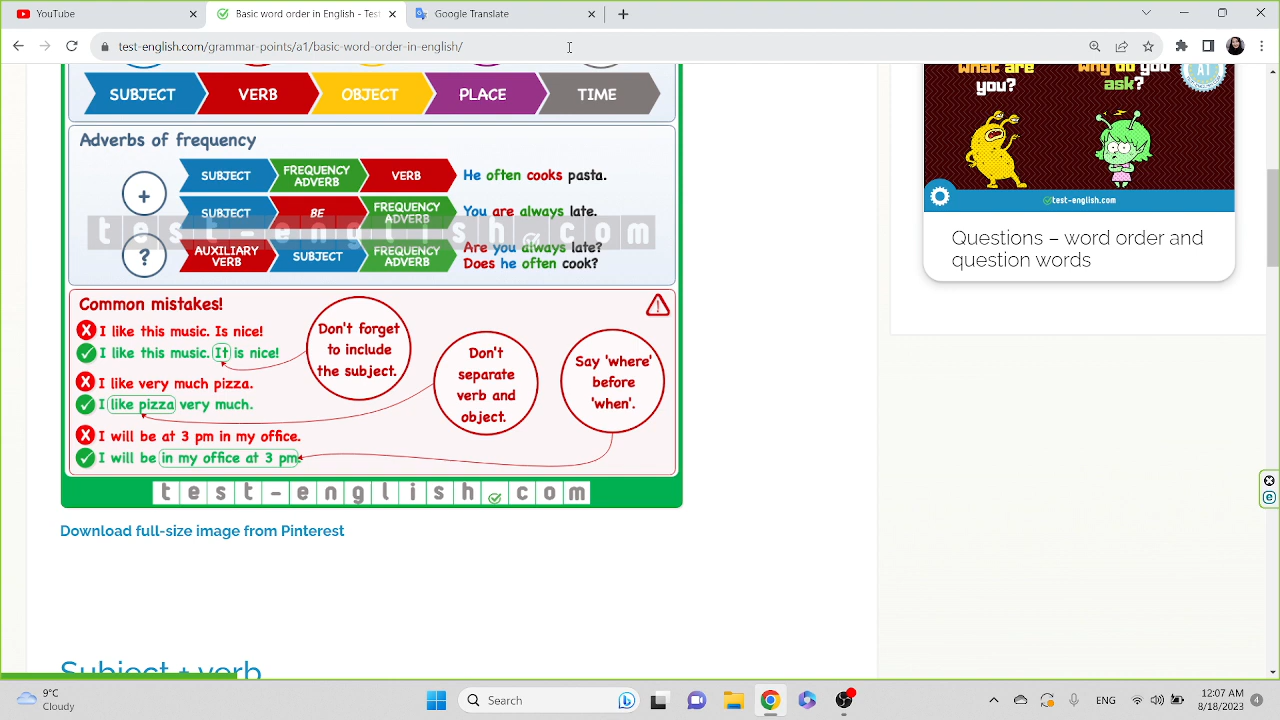 YouTube
Basic word order in English - Test
Google Translate
test-english.com/grammar-points/a1/basic-word-order-in-english/
SUBJECT VERB OBJECT PLACE TIME
Adverbs of frequency
+
SUBJECT FREQUENCY ADVERB VERB He often cooks pasta.
SUBJECT BE FREQUENCY ADVERB You are always late.
test-english.com
?
AUXILIARY VERB SUBJECT FREQUENCY ADVERB Are you always late?
Does he often cook?
Common mistakes!
I like this music. Is nice!
I like this music. It is nice!
I like very much pizza.
I like pizza very much.
I will be at 3 pm in my office.
I will be in my office at 3 pm.
Don't forget
to include
the subject.
Don't
separate
verb and
object.
Say 'where'
before
'when'.
test-english.com
Download full-size image from Pinterest
Subject + verb
What are
you?
Why do you
ask?
A1
test-english.com
Questions – word order and
question words
9°C
Cloudy
Search
ENG
12:07 AM
8/18/2023
4